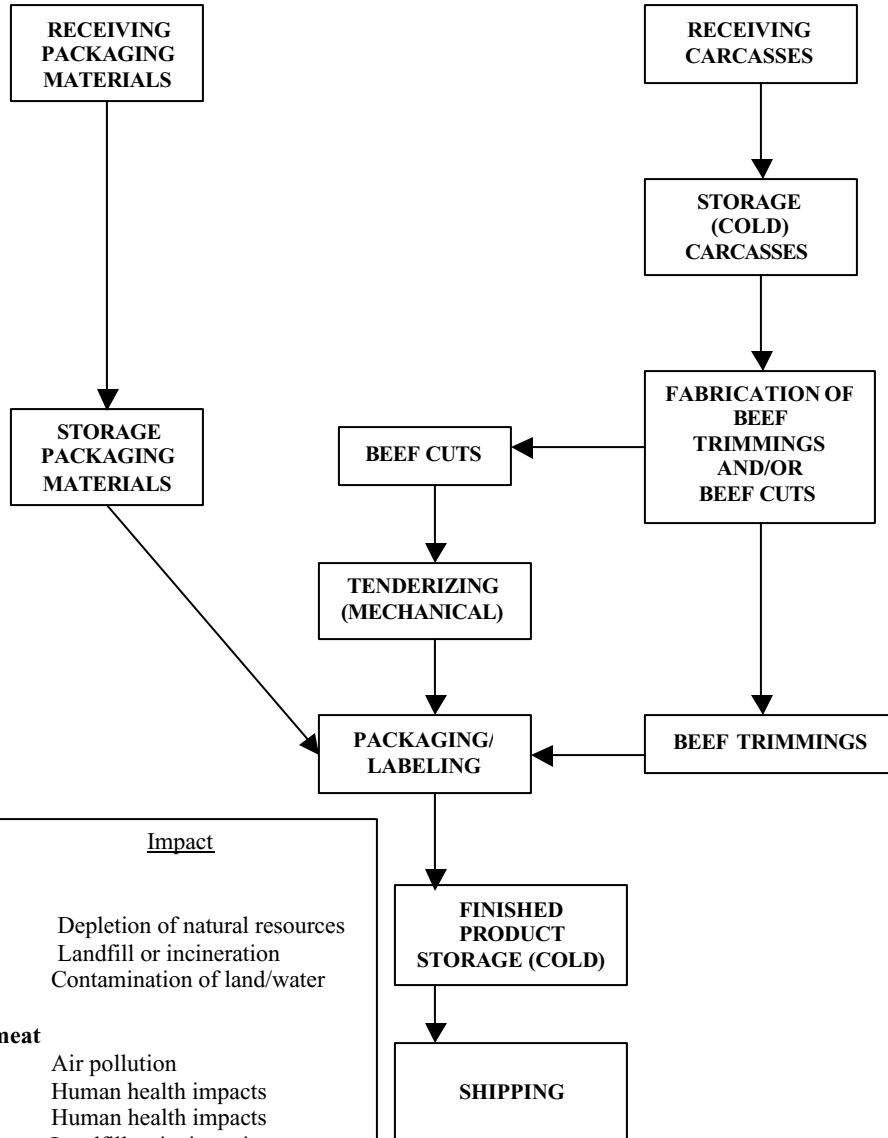 RECEIVING
PACKAGING
MATERIALS
RECEIVING
CARCASSES
STORAGE
(COLD)
CARCASSES
FABRICATION OF
BEEF
TRIMMINGS
AND/OR
BEEF CUTS
STORAGE
PACKAGING
MATERIALS
BEEF CUTS
TENDERIZING
(MECHANICAL)
PACKAGING/
LABELING
BEEF TRIMMINGS
Impact
Depletion of natural resources
Landfill or incineration
Contamination of land/water
meat
Air pollution
Human health impacts
Human health impacts
FINISHED
PRODUCT
STORAGE (COLD)
SHIPPING